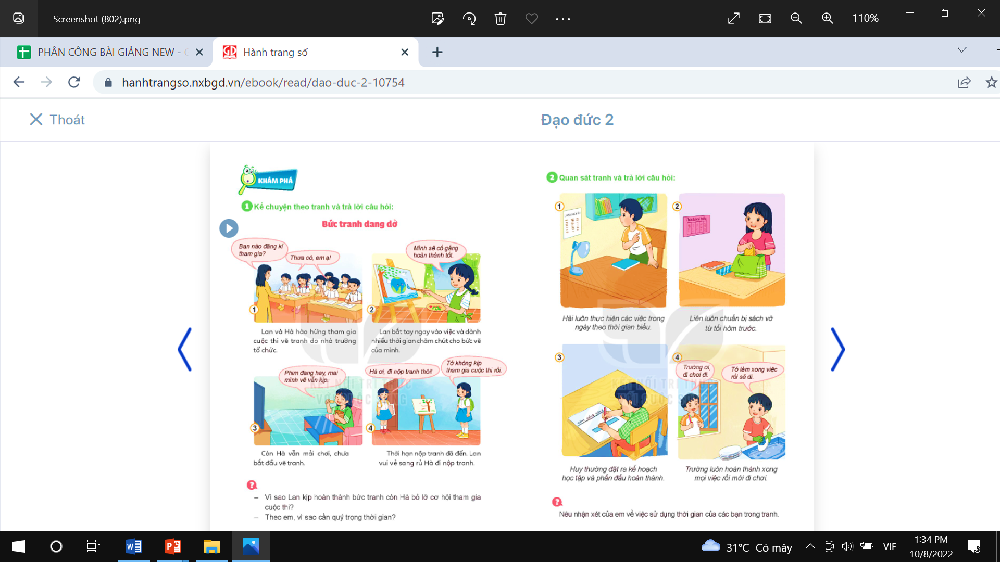 Screenshot (802).png
110%
PHÂN CÔNG BÀI GIẢNG NEW -
Hành trang số
hanhtrangso.nxbgd.vn/ebook/read/dao-duc-2-10754
Thoát
Đạo đức 2
KHÁM PHÁ
1 Kể chuyện theo tranh và trả lời câu hỏi:
Bức tranh dang dở
Bạn nào đăng kí
tham gia?
Thưa cô, em ạ!
Mình sẽ cố gắng
hoàn thành tốt.
1
2
Lan và Hà hào hứng tham gia
cuộc thi vẽ tranh do nhà trường
tổ chức.
Lan bắt tay ngay vào việc và dành
nhiều thời gian chăm chút cho bức vẽ
của mình.
Phim đang hay, mai
mình vẽ vẫn kịp.
Hà ơi, đi nộp tranh thôi!
Tớ không kịp
tham gia cuộc thi rồi.
3
4
Còn Hà vẫn mải chơi, chưa
bắt đầu vẽ tranh.
Thời hạn nộp tranh đã đến. Lan
vui vẻ sang rủ Hà đi nộp tranh.
?
– Vì sao Lan kịp hoàn thành bức tranh còn Hà bỏ lỡ cơ hội tham gia
cuộc thi?
– Theo em, vì sao cần quý trọng thời gian?
2 Quan sát tranh và trả lời câu hỏi:
1
2
Thời khoá biểu
Hải luôn thực hiện các việc trong
ngày theo thời gian biểu.
Liên luôn chuẩn bị sách vở
từ tối hôm trước.
3
4
Trường ơi,
đi chơi đi.
Tớ làm xong việc
rồi sẽ đi.
Huy thường đặt ra kế hoạch
học tập và phấn đấu hoàn thành.
Trường luôn hoàn thành xong
mọi việc rồi mới đi chơi.
?
Nêu nhận xét của em về việc sử dụng thời gian của các bạn trong tranh.
KẾT NỐI TRI THỨC
VỚI CUỘC SỐNG
KẾT NỐI TRI THỨC
VỚI CUỘC SỐNG
31°C Có mây
VIE
1:34 PM
10/8/2022